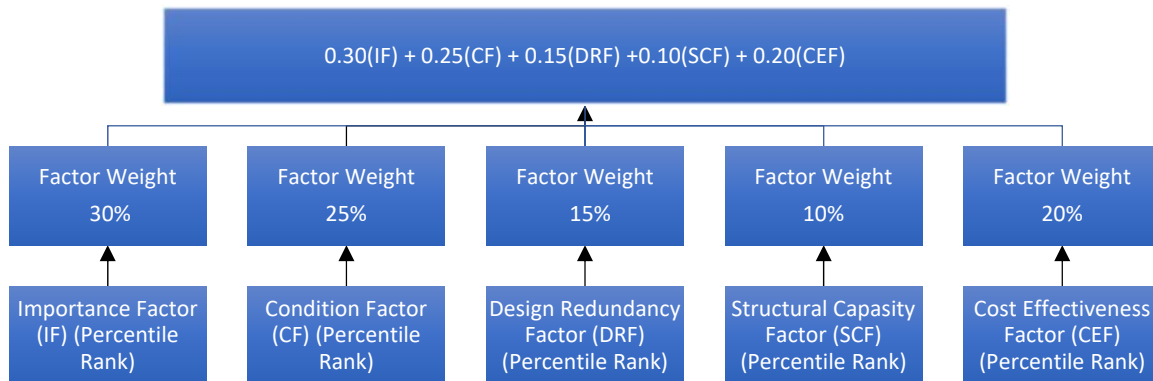 0.30(IF) + 0.25(CF) + 0.15(DRF) +0.10(SCF) + 0.20(CEF)
Factor Weight
30%
Factor Weight
25%
Factor Weight
15%
Factor Weight
10%
Factor Weight
20%
Importance Factor
(IF) (Percentile
Rank)
Condition Factor
(CF) (Percentile
Rank)
Design Redundancy
Factor (DRF)
(Percentile Rank)
Structural Capasity
Factor (SCF)
(Percentile Rank)
Cost Effectiveness
Factor (CEF)
(Percentile Rank)